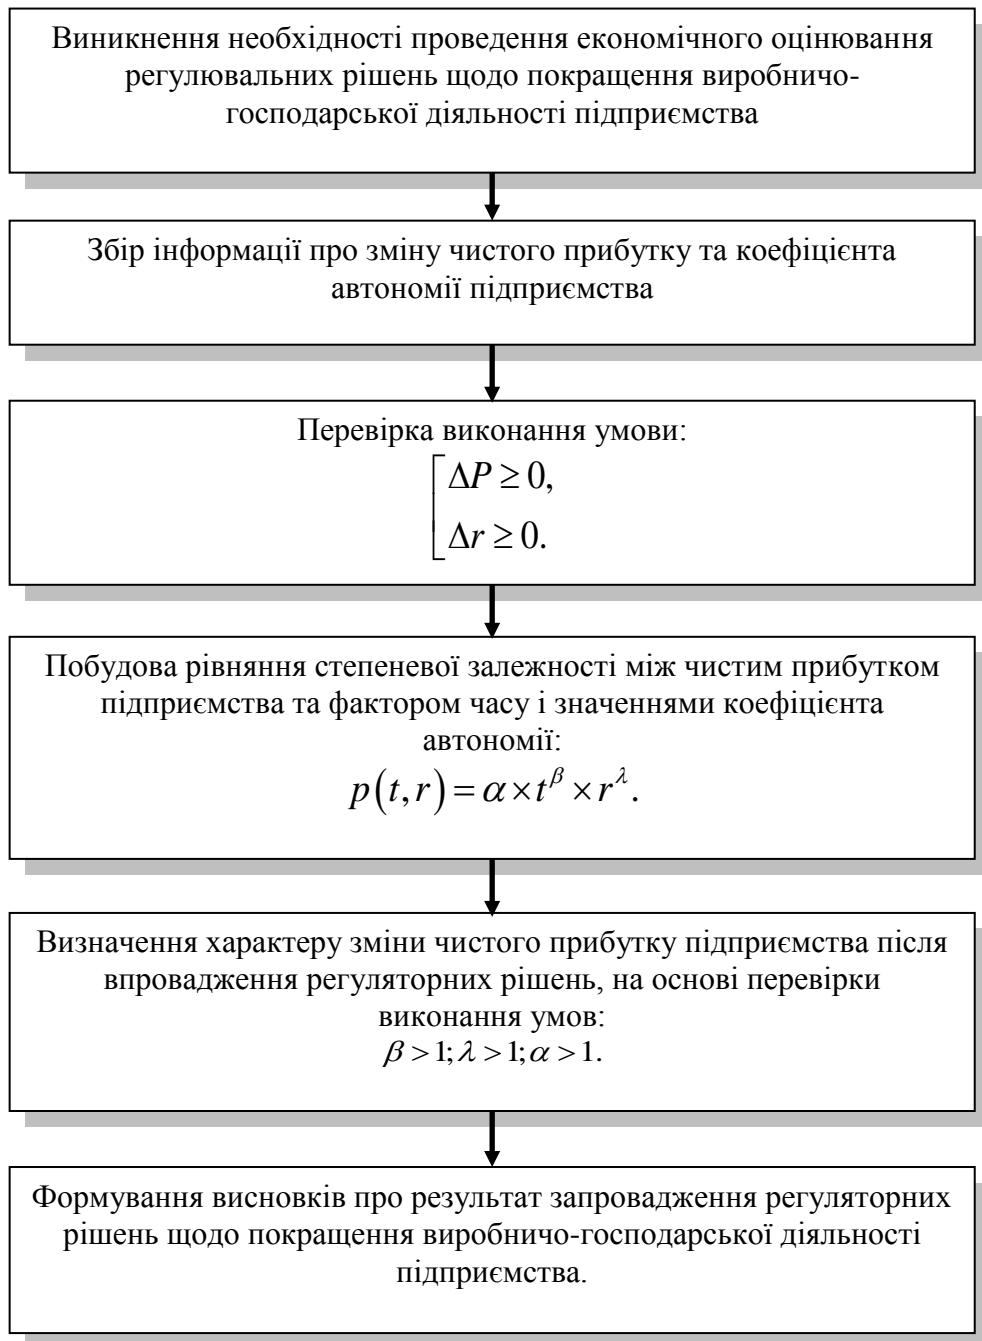 Виникнення необхідності проведення економічного оцінювання
регулювальних рішень щодо покращення виробничо-
господарської діяльності підприємства
Збір інформації про зміну чистого прибутку та коефіцієнта
автономії підприємства
Перевірка виконання умови:
ΔP ≥ 0,
Δr ≥ 0.
Побудова рівняння степеневої залежності між чистим прибутком
підприємства та фактором часу і значеннями коефіцієнта
автономії:
p(t,r) = α × t^β × r^λ.
Визначення характеру зміни чистого прибутку підприємства після
впровадження регуляторних рішень, на основі перевірки
виконання умов:
β > 1; λ > 1; α > 1.
Формування висновків про результат запровадження регуляторних
рішень щодо покращення виробничо-господарської діяльності
підприємства.